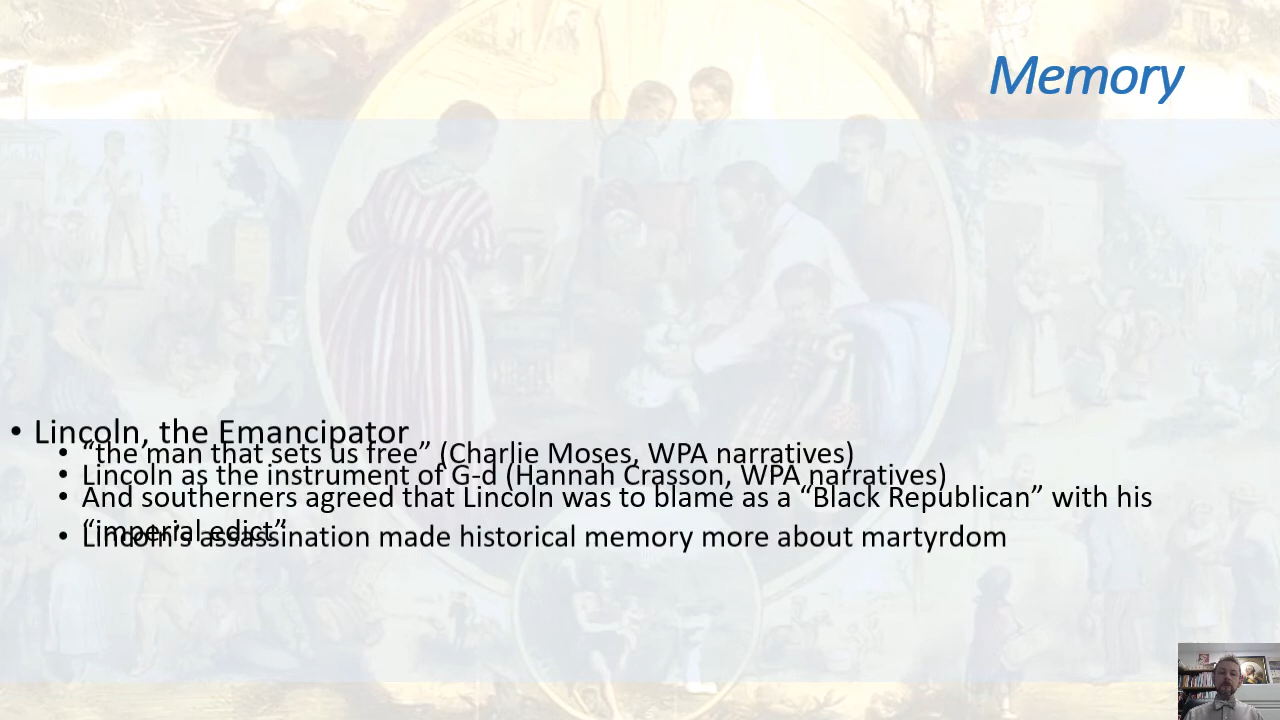 Memory
• Lincoln, the Emancipator
• “the man that sets us free” (Charlie Moses, WPA narratives)
• Lincoln as the instrument of G-d (Hannah Crasson, WPA narratives)
• And southerners agreed that Lincoln was to blame as a “Black Republican” with his
“imperial edict”
• Lincoln’s assassination made historical memory more about martyrdom